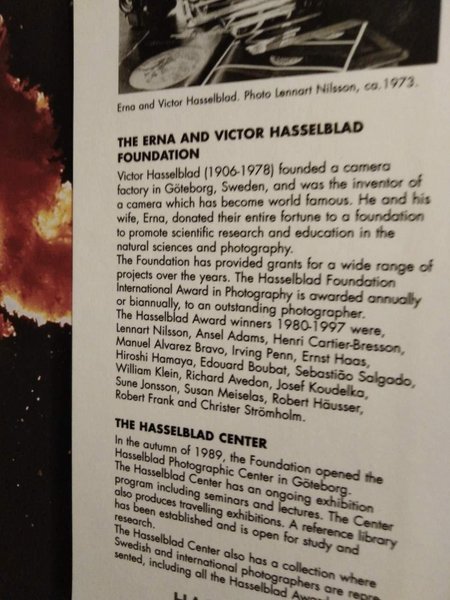 Erna and Victor Hasselblad. Photo Lennart Nilsson, ca.1973.
THE ERNA AND VICTOR HASSELBLAD
FOUNDATION
Victor Hasselblad (1906-1978) founded a camera
factory in Göteborg, Sweden, and was the inventor of
a camera which has become world famous. He and his
wife, Erna, donated their entire fortune to a foundation
to promote scientific research and education in the
natural sciences and photography.
The Foundation has provided grants for a wide range of
projects over the years. The Hasselblad Foundation
International Award in Photography is awarded annually
or biannually, to an outstanding photographer.
The Hasselblad Award winners 1980-1997 were,
Lennart Nilsson, Ansel Adams, Henri Cartier-Bresson,
Manuel Alvarez Bravo, Irving Penn, Ernst Haas,
Hiroshi Hamaya, Edouard Boubat, Sebastião Salgado,
William Klein, Richard Avedon, Josef Koudelka,
Sune Jonsson, Susan Meiselas, Robert Häusser,
Robert Frank and Christer Strömholm.
THE HASSELBLAD CENTER
In the autumn of 1989, the Foundation opened the
Hasselblad Photographic Center in Göteborg.
The Hasselblad Center has an ongoing exhibition
program including seminars and lectures. The Center
also produces travelling exhibitions. A reference library
has been established and is open for study and
research.
The Hasselblad Center also has a collection where
Swedish and international photographers are repre
sented, including all the Hasselblad Awar